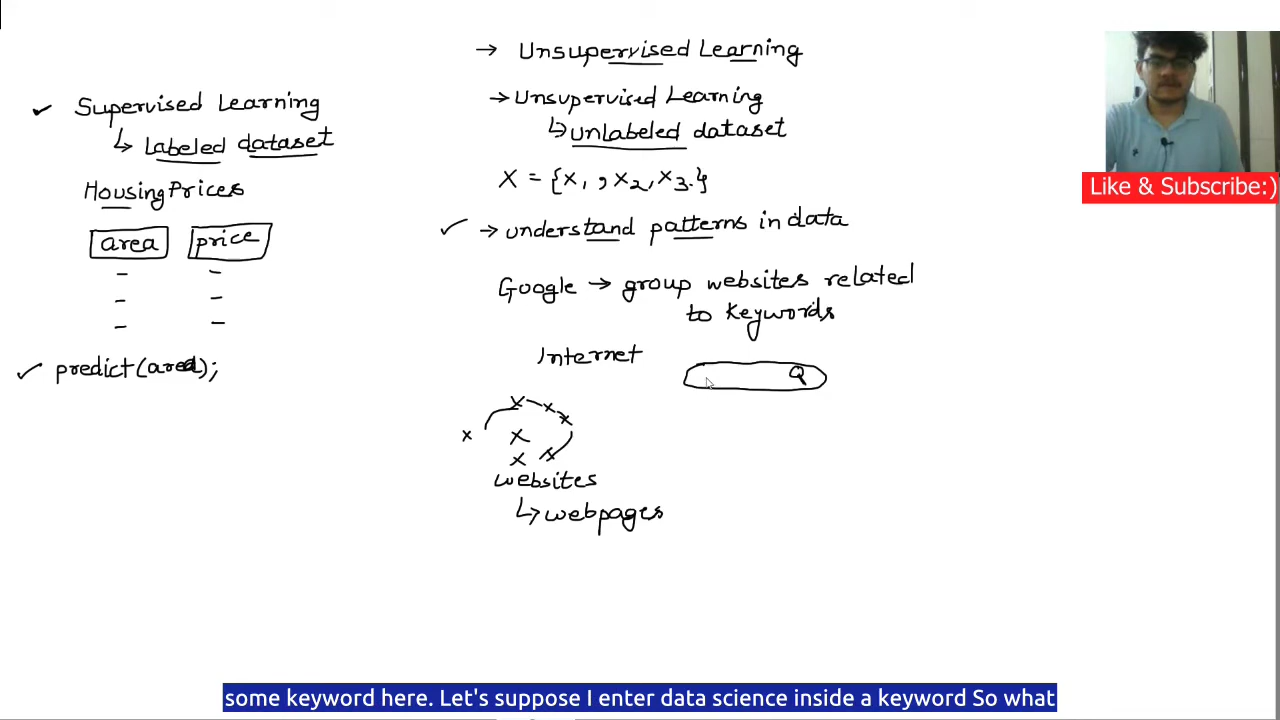 → Unsupervised Learning
✓ Supervised Learning
↳ Labeled dataset
Housing Prices
area price
- -
- -
- -
✓ predict(area);
→ Unsupervised Learning
↳ unlabeled dataset
X = {x1, , x2, x3.}
✓ → understand patterns in data
Google → group websites related
to keywords
Internet
websites
↳ webpages
Like & Subscribe:)
some keyword here. Let's suppose I enter data science inside a keyword So what